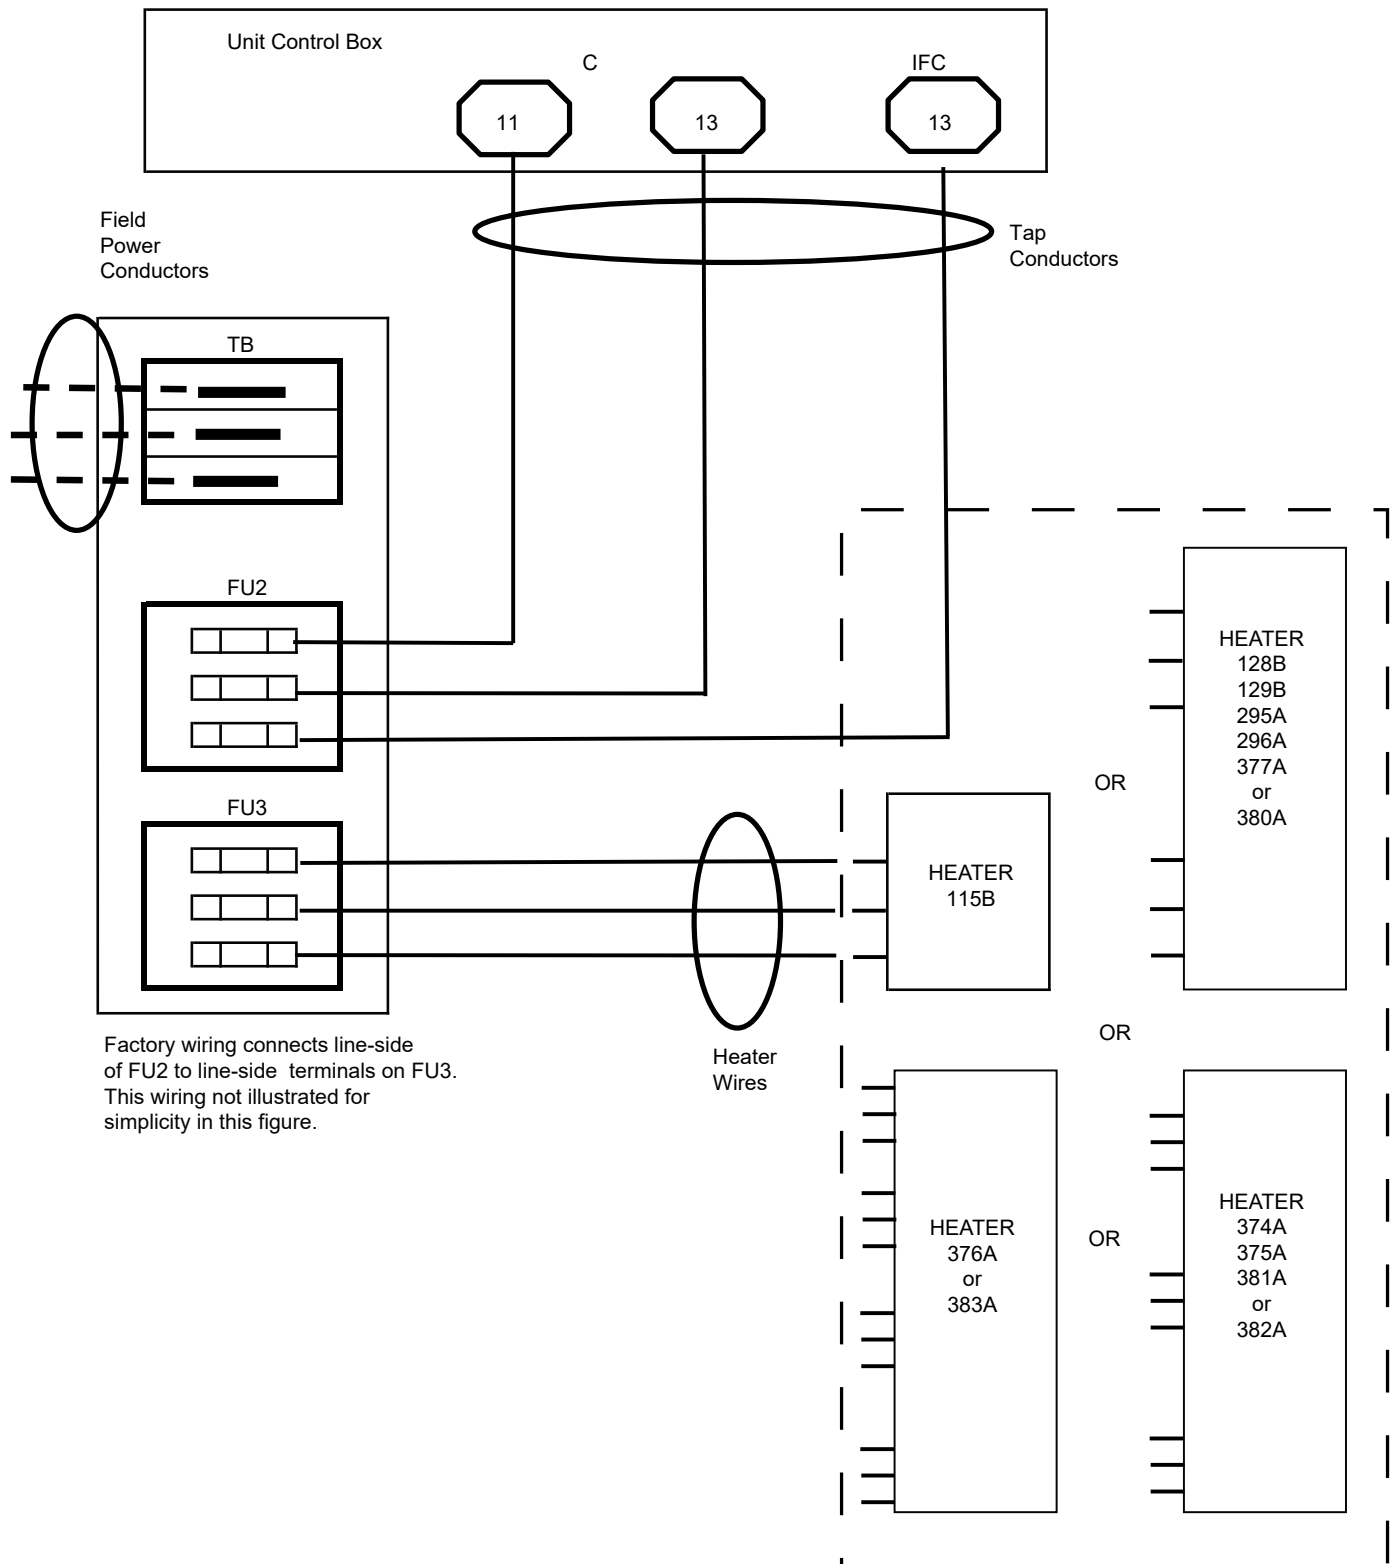 Unit Control Box
C
IFC
11
13
13
Field
Power
Conductors
Tap
Conductors
TB
FU2
FU3
HEATER
128B
129B
295A
296A
377A
or
380A
OR
HEATER
115B
OR
Factory wiring connects line-side
of FU2 to line-side terminals on FU3.
This wiring not illustrated for
simplicity in this figure.
Heater
Wires
HEATER
376A
or
383A
OR
HEATER
374A
375A
381A
or
382A